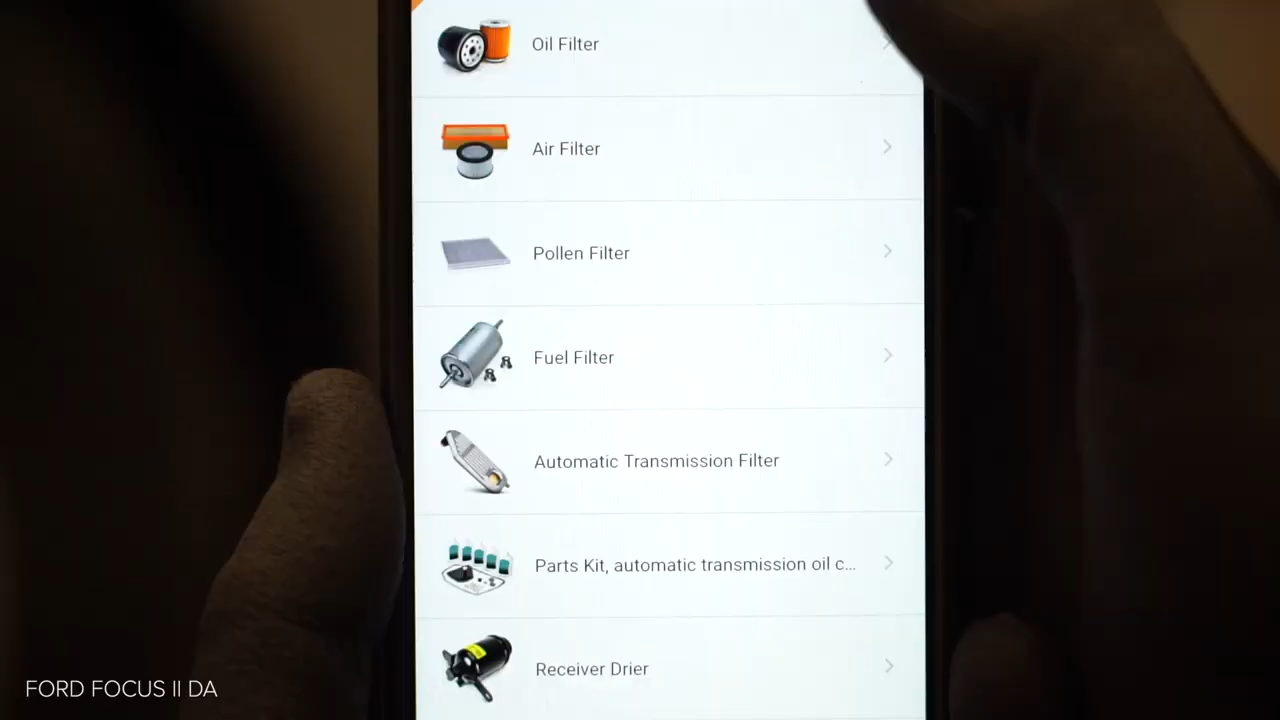 Oil Filter
Air Filter
Pollen Filter
Fuel Filter
Automatic Transmission Filter
Parts Kit, automatic transmission oil c...
Receiver Drier
FORD FOCUS II DA